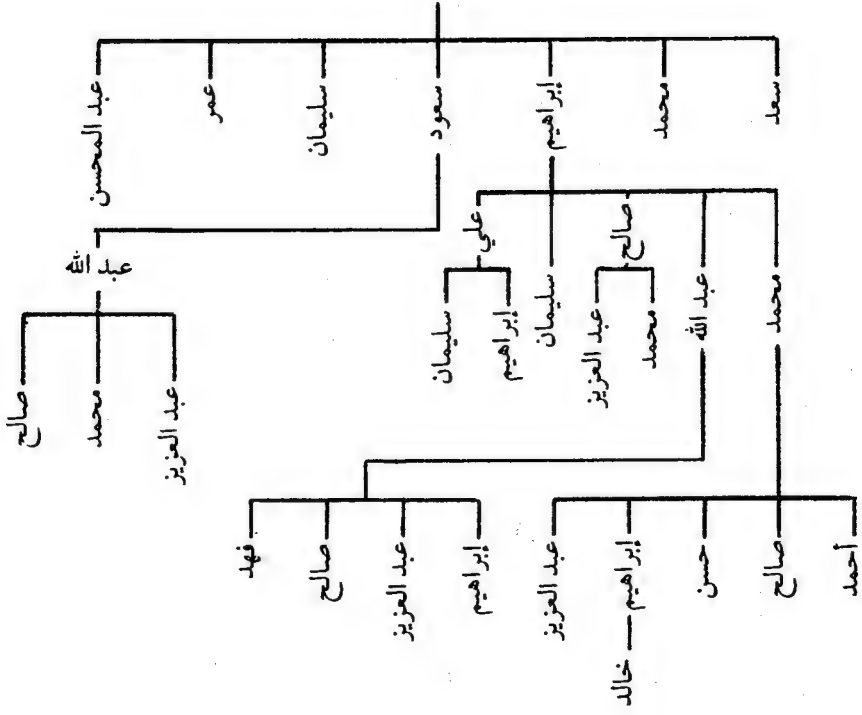 سعد
محمد
إبراهيم
سعود
سليمان
عمر
عبد المحسن
محمد
عبد الله
صالح
سليمان
علي
عبد الله
محمد
عبد العزيز
إبراهيم
سليمان
عبد العزيز
محمد
صالح
أحمد
صالح
حسن
إبراهيم
عبد العزيز
إبراهيم
عبد العزيز
صالح
فهد
خالد